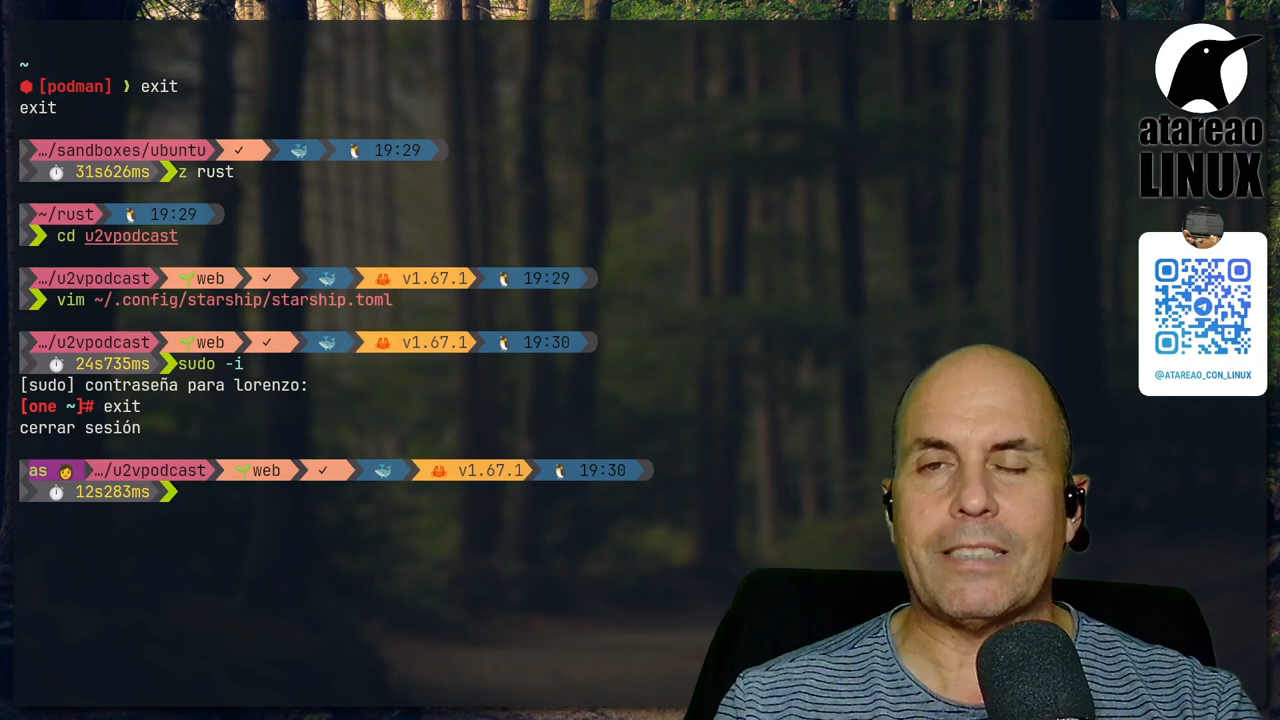 ~
[podman] ❯ exit
exit
…/sandboxes/ubuntu ✓ 🐳 🐧 19:29
⏱ 31s626ms z rust
~/rust 🐧 19:29
cd u2vpodcast
…/u2vpodcast 🌱web ✓ 🐳 🦀 v1.67.1 🐧 19:29
vim ~/.config/starship/starship.toml
…/u2vpodcast 🌱web ✓ 🐳 🦀 v1.67.1 🐧 19:30
⏱ 24s735ms sudo -i
[sudo] contraseña para lorenzo:
[one ~]# exit
cerrar sesión
as 👩 …/u2vpodcast 🌱web ✓ 🐳 🦀 v1.67.1 🐧 19:30
⏱ 12s283ms
atareao
LINUX
@ATAREAO_CON_LINUX